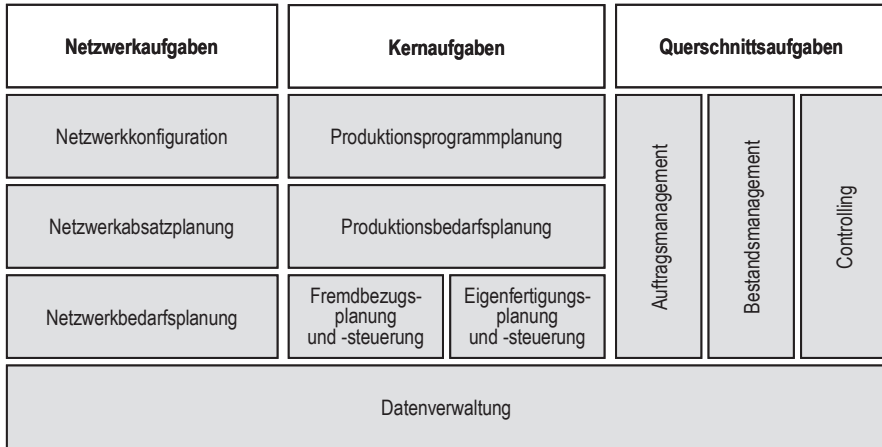 Netzwerkaufgaben
Kernaufgaben
Querschnittsaufgaben
Netzwerkkonfiguration
Produktionsprogrammplanung
Netzwerkabsatzplanung
Produktionsbedarfsplanung
Netzwerkbedarfsplanung
Fremdbezugs-
planung
und -steuerung
Eigenfertigungs-
planung
und -steuerung
Auftragsmanagement
Bestandsmanagement
Controlling
Datenverwaltung